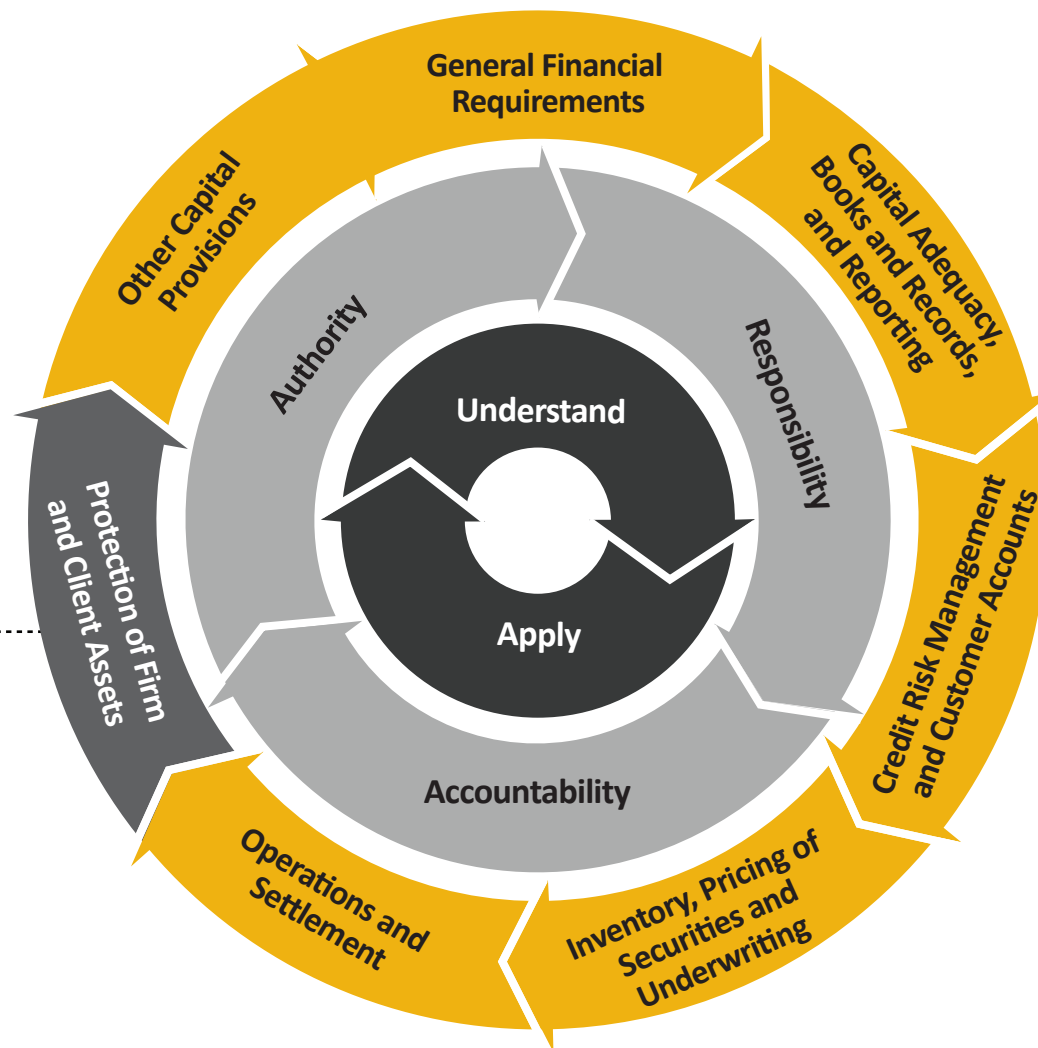 General Financial
Requirements
Capital Adequacy,
Books and Records,
and Reporting
Credit Risk Management
and Customer Accounts
Inventory, Pricing of
Securities and
Underwriting
Operations and
Settlement
Protection of Firm
and Client Assets
Other Capital
Provisions
Authority
Responsibility
Accountability
Understand
Apply